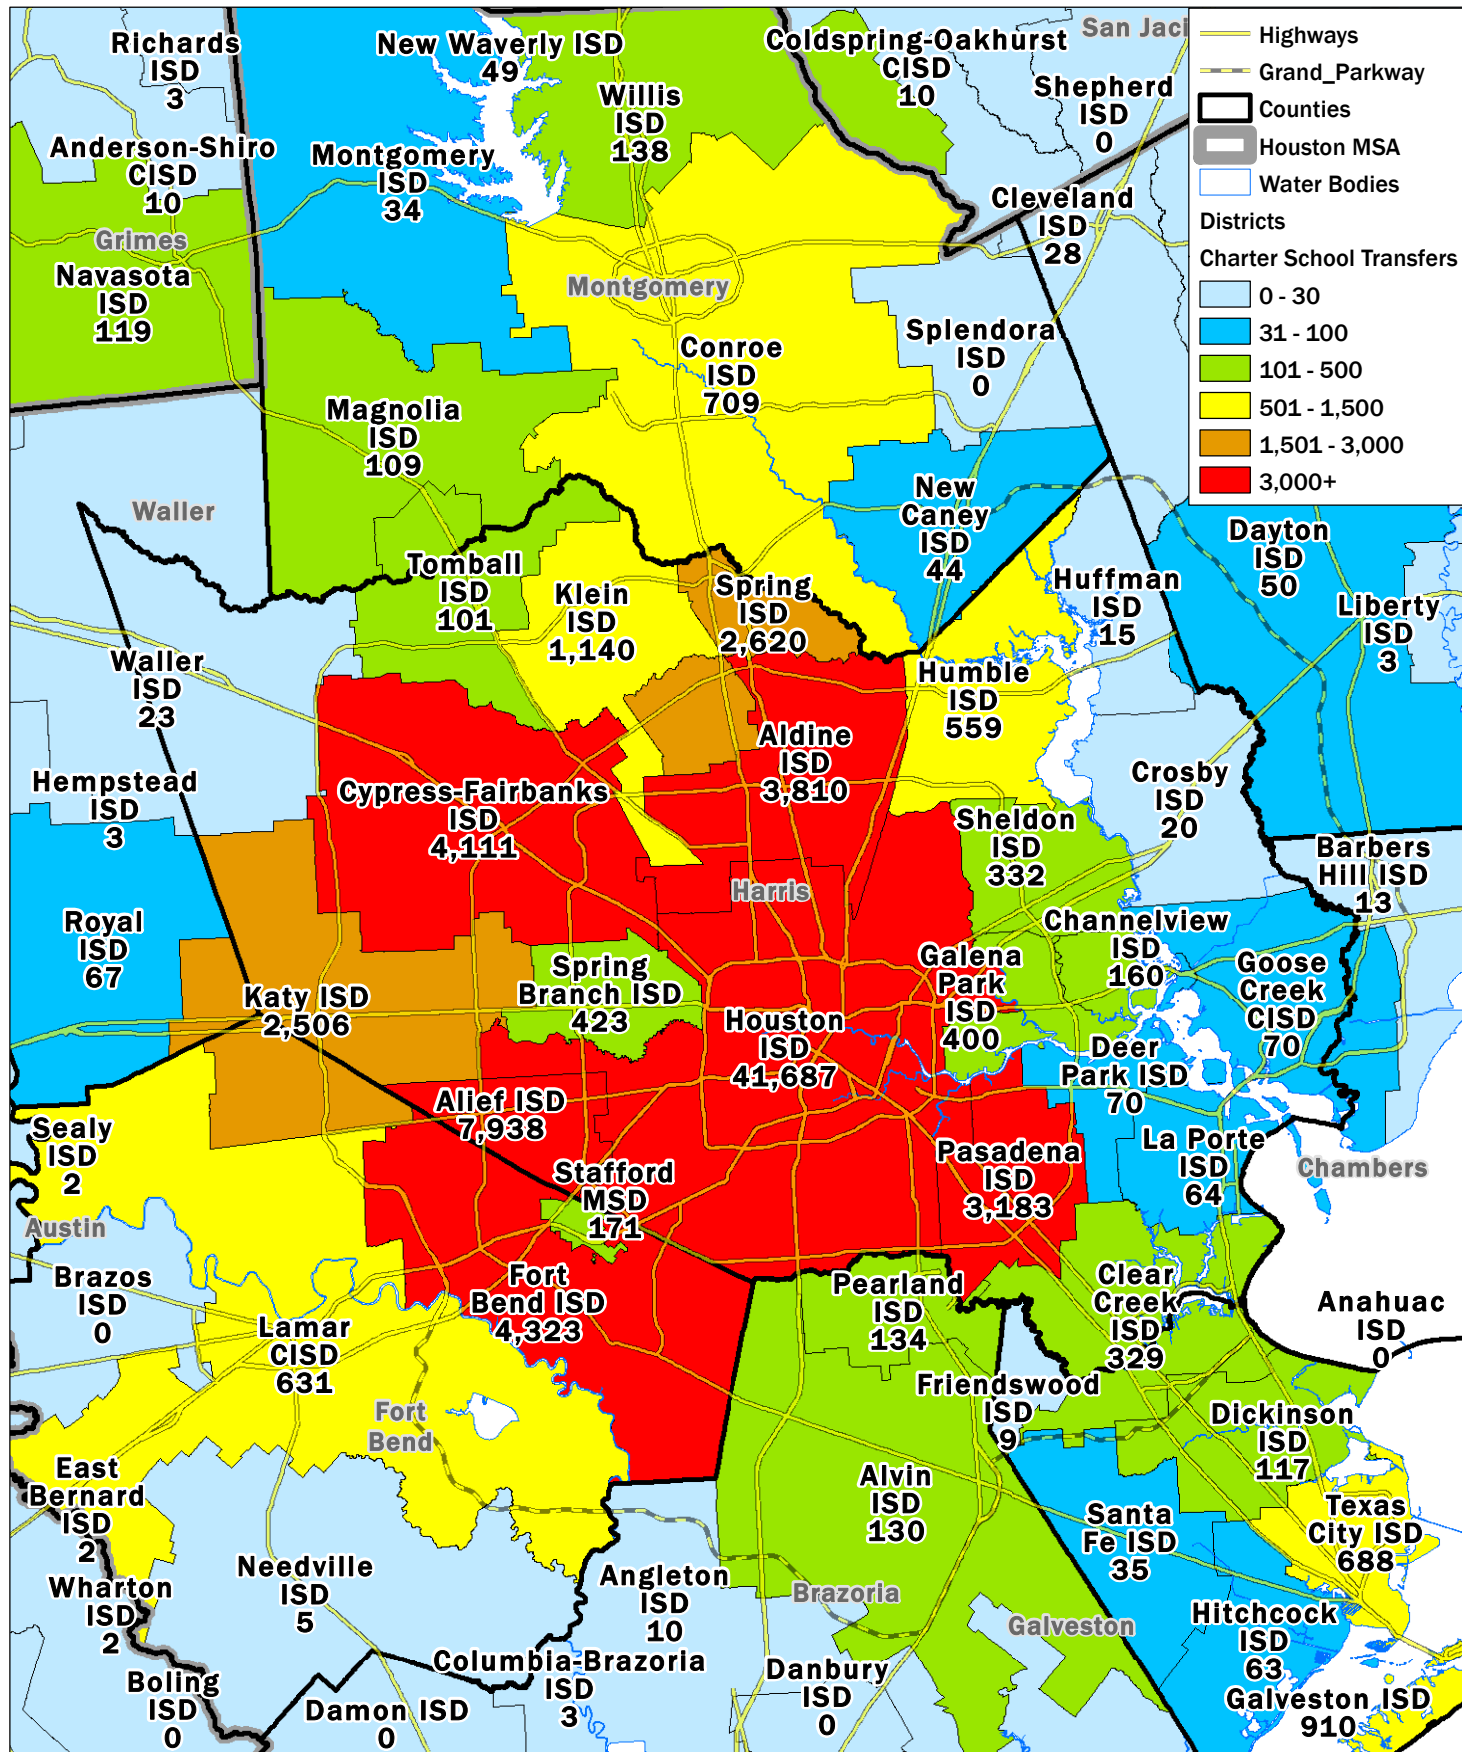 Richards
ISD
3
New Waverly ISD
49
Willis
ISD
138
Coldspring-Oakhurst
CISD
10
San Jaci
Shepherd
ISD
0
Highways
Grand_Parkway
Counties
Houston MSA
Water Bodies
Districts
Charter School Transfers
0 - 30
31 - 100
101 - 500
501 - 1,500
1,501 - 3,000
3,000+
Anderson-Shiro
CISD
10
Montgomery
ISD
34
Cleveland
ISD
28
Grimes
Navasota
ISD
119
Montgomery
Splendora
ISD
0
Conroe
ISD
709
Magnolia
ISD
109
Waller
New
Caney
ISD
44
Dayton
ISD
50
Tomball
ISD
101
Klein
ISD
1,140
Spring
ISD
2,620
Huffman
ISD
15
Liberty
ISD
3
Waller
ISD
23
Humble
ISD
559
Aldine
ISD
3,810
Hempstead
ISD
3
Cypress-Fairbanks
ISD
4,111
Crosby
ISD
20
Sheldon
ISD
332
Barbers
Hill ISD
13
Harris
Royal
ISD
67
Channelview
ISD
160
Galena
Park
ISD
400
Goose
Creek
CISD
70
Katy ISD
2,506
Spring
Branch ISD
423
Houston
ISD
41,687
Deer
Park ISD
70
Alief ISD
7,938
Sealy
ISD
2
La Porte
ISD
64
Pasadena
ISD
3,183
Chambers
Stafford
MSD
171
Austin
Brazos
ISD
0
Fort
Bend ISD
4,323
Pearland
ISD
134
Clear
Creek
ISD
329
Anahuac
ISD
0
Lamar
CISD
631
Friendswood
ISD
9
Fort
Bend
Dickinson
ISD
117
East
Bernard
ISD
2
Alvin
ISD
130
Santa
Fe ISD
35
Texas
City ISD
688
Needville
ISD
5
Wharton
ISD
2
Angleton
ISD
10
Brazoria
Galveston
Hitchcock
ISD
63
Boling
ISD
0
Damon ISD
0
Columbia-Brazoria
ISD
3
Danbury
ISD
0
Galveston ISD
910